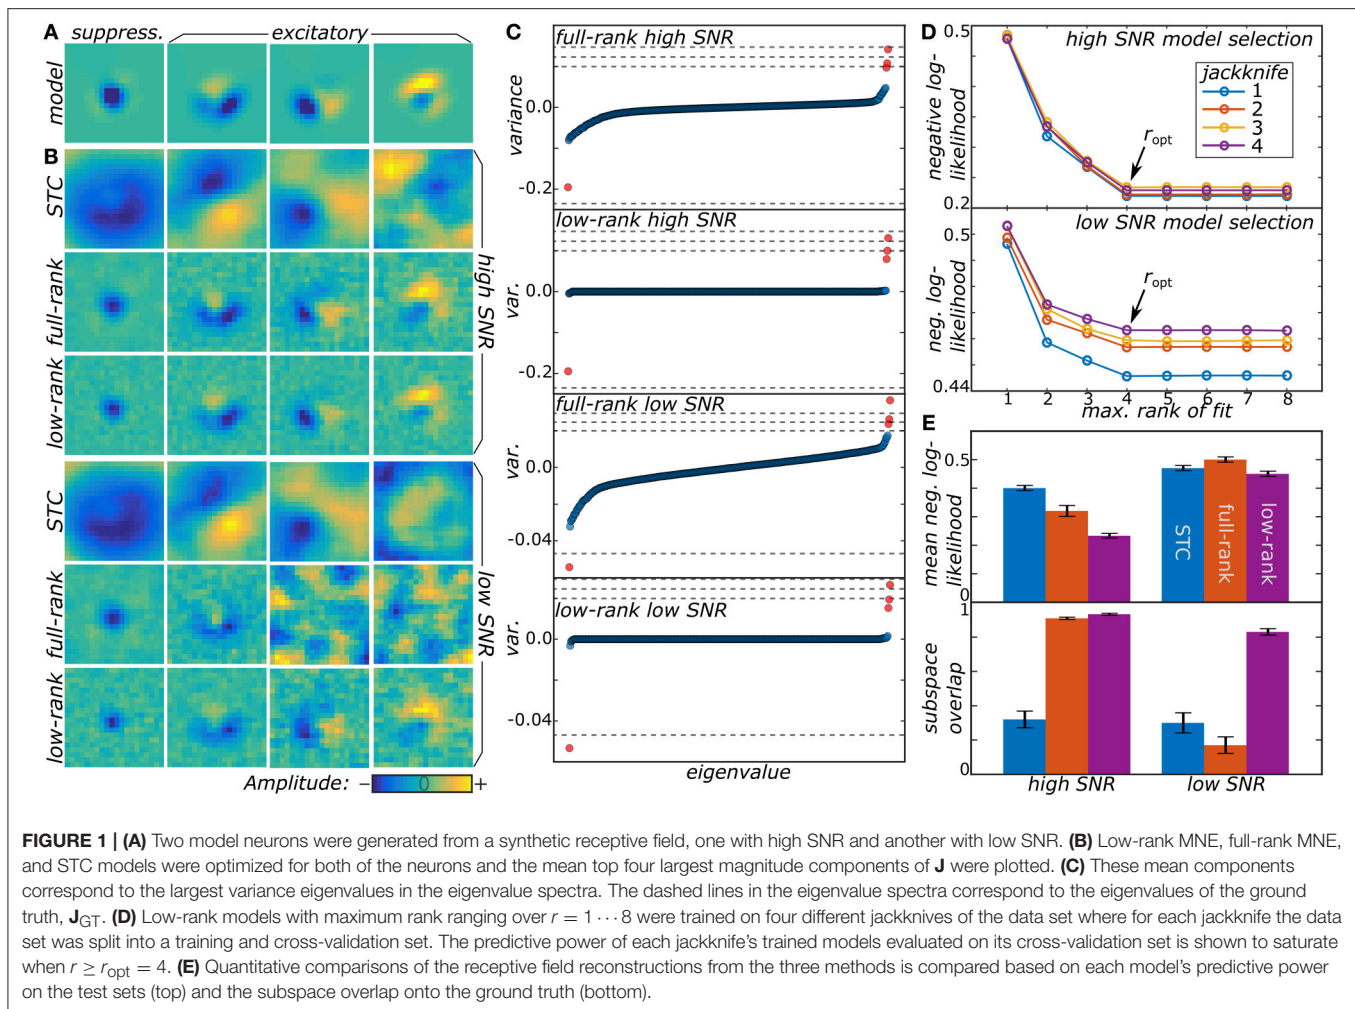 A
suppress.
excitatory
model
B
STC
full-rank
low-rank
high SNR
STC
full-rank
low-rank
low SNR
Amplitude:
−
0
+
C
full-rank high SNR
variance
0.0
-0.2
low-rank high SNR
var.
0.0
-0.2
full-rank low SNR
var.
0.0
-0.04
low-rank low SNR
var.
0.0
-0.04
eigenvalue
D
high SNR model selection
negative log-
likelihood
0.5
0.2
jackknife
1
2
3
4
ropt
low SNR model selection
neg. log-
likelihood
0.5
0.44
ropt
1 2 3 4 5 6 7 8
max. rank of fit
E
mean neg. log-
likelihood
0.5
0
STC
full-rank
low-rank
subspace
overlap
1
0
high SNR
low SNR
FIGURE 1 | (A) Two model neurons were generated from a synthetic receptive field, one with high SNR and another with low SNR. (B) Low-rank MNE, full-rank MNE,
and STC models were optimized for both of the neurons and the mean top four largest magnitude components of J were plotted. (C) These mean components
correspond to the largest variance eigenvalues in the eigenvalue spectra. The dashed lines in the eigenvalue spectra correspond to the eigenvalues of the ground
truth, JGT. (D) Low-rank models with maximum rank ranging over r = 1 · · · 8 were trained on four different jackknives of the data set where for each jackknife the data
set was split into a training and cross-validation set. The predictive power of each jackknife's trained models evaluated on its cross-validation set is shown to saturate
when r ≥ ropt = 4. (E) Quantitative comparisons of the receptive field reconstructions from the three methods is compared based on each model's predictive power
on the test sets (top) and the subspace overlap onto the ground truth (bottom).